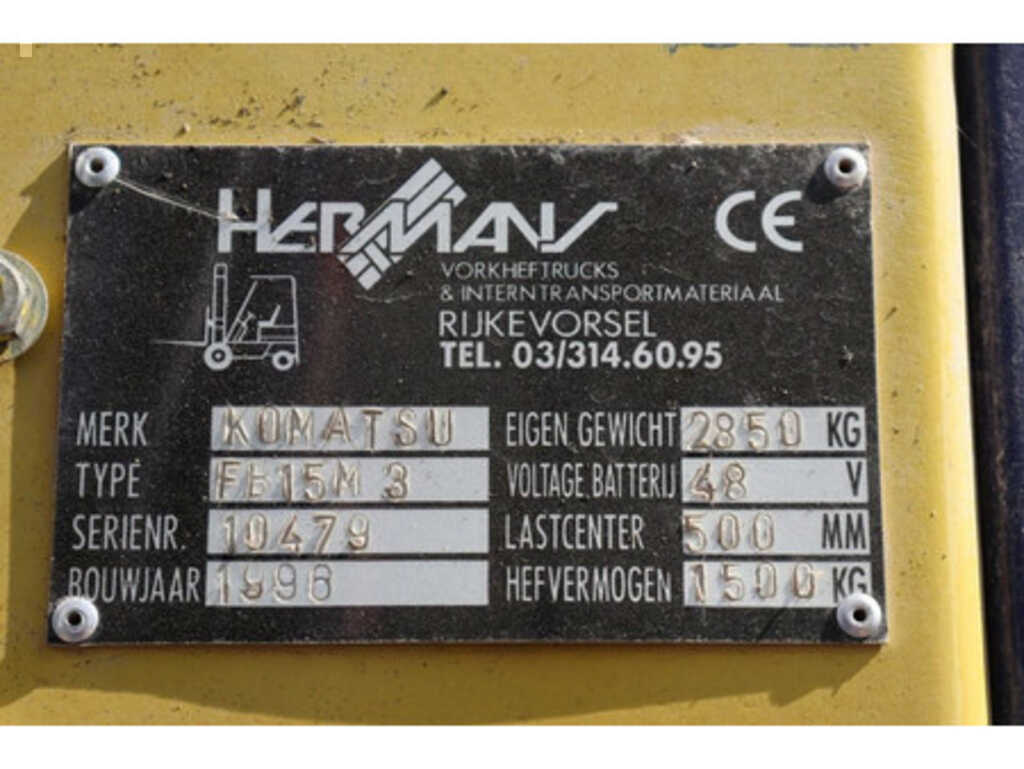 HERMANS
CE
VORKHEFTRUCKS
& INTERNTRANSPORTMATERIAAL
RIJKEVORSEL
TEL. 03/314.60.95
MERK KOMATSU EIGEN GEWICHT 2850 KG
TYPE FB15M 3 VOLTAGE BATTERIJ 48 V
SERIENR. 10479 LASTCENTER 500 MM
BOUWJAAR 1996 HEFVERMOGEN 1500 KG